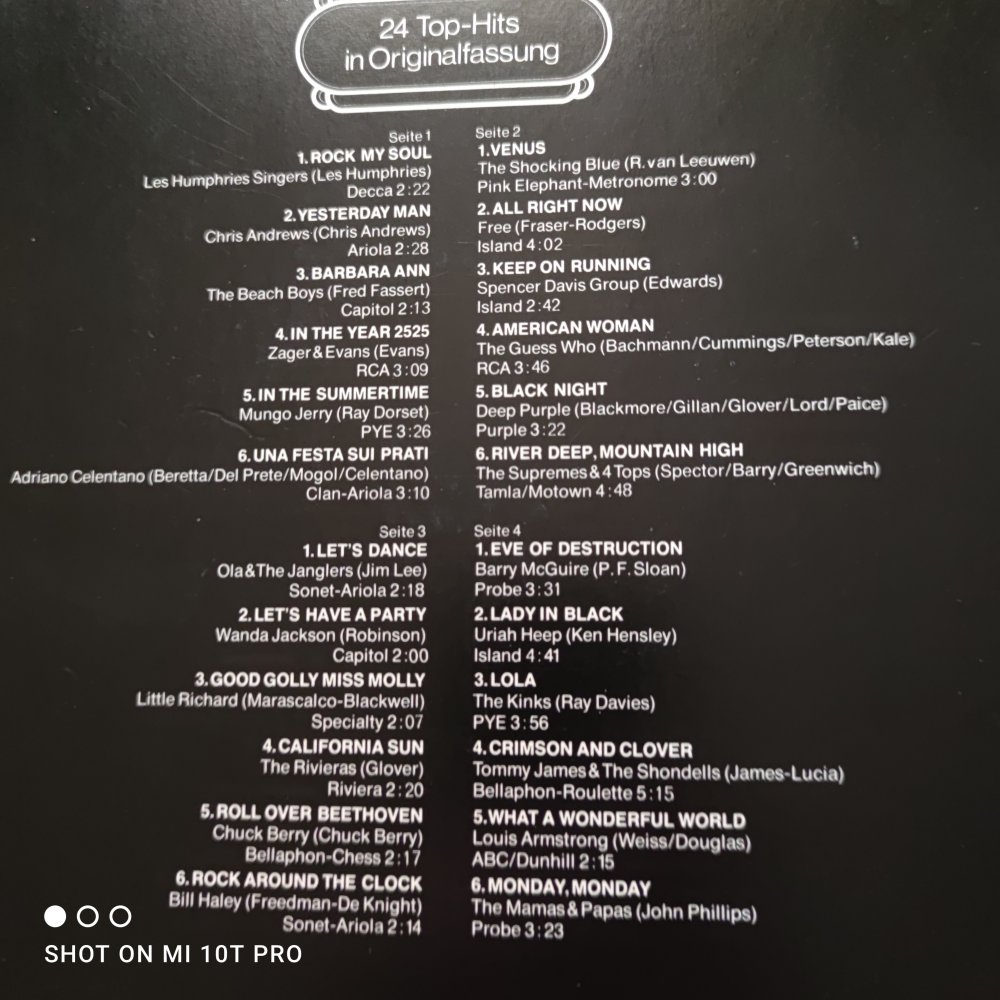 24 Top-Hits
in Originalfassung
Seite 1
1. ROCK MY SOUL
Les Humphries Singers (Les Humphries)
Decca 2:22
2. YESTERDAY MAN
Chris Andrews (Chris Andrews)
Ariola 2:28
3. BARBARA ANN
The Beach Boys (Fred Fassert)
Capitol 2:13
4. IN THE YEAR 2525
Zager & Evans (Evans)
RCA 3:09
5. IN THE SUMMERTIME
Mungo Jerry (Ray Dorset)
PYE 3:26
6. UNA FESTA SUI PRATI
Adriano Celentano (Beretta/Del Prete/Mogol/Celentano)
Clan-Ariola 3:10
Seite 2
1. VENUS
The Shocking Blue (R. van Leeuwen)
Pink Elephant-Metronome 3:00
2. ALL RIGHT NOW
Free (Fraser-Rodgers)
Island 4:02
3. KEEP ON RUNNING
Spencer Davis Group (Edwards)
Island 2:42
4. AMERICAN WOMAN
The Guess Who (Bachmann/Cummings/Peterson/Kale)
RCA 3:46
5. BLACK NIGHT
Deep Purple (Blackmore/Gillan/Glover/Lord/Paice)
Purple 3:22
6. RIVER DEEP, MOUNTAIN HIGH
The Supremes & 4 Tops (Spector/Barry/Greenwich)
Tamla/Motown 4:48
Seite 3
1. LET'S DANCE
Ola & The Janglers (Jim Lee)
Sonet-Ariola 2:18
2. LET'S HAVE A PARTY
Wanda Jackson (Robinson)
Capitol 2:00
3. GOOD GOLLY MISS MOLLY
Little Richard (Marascalco-Blackwell)
Specialty 2:07
4. CALIFORNIA SUN
The Rivieras (Glover)
Riviera 2:20
5. ROLL OVER BEETHOVEN
Chuck Berry (Chuck Berry)
Bellaphon-Chess 2:17
6. ROCK AROUND THE CLOCK
Bill Haley (Freedman-De Knight)
Sonet-Ariola 2:14
Seite 4
1. EVE OF DESTRUCTION
Barry McGuire (P. F. Sloan)
Probe 3:31
2. LADY IN BLACK
Uriah Heep (Ken Hensley)
Island 4:41
3. LOLA
The Kinks (Ray Davies)
PYE 3:56
4. CRIMSON AND CLOVER
Tommy James & The Shondells (James-Lucia)
Bellaphon-Roulette 5:15
5. WHAT A WONDERFUL WORLD
Louis Armstrong (Weiss/Douglas)
ABC/Dunhill 2:15
6. MONDAY, MONDAY
The Mamas & Papas (John Phillips)
Probe 3:23
SHOT ON MI 10T PRO